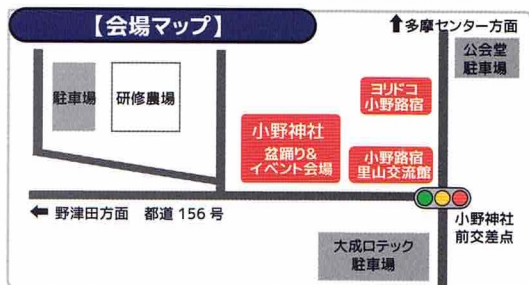 【会場マップ】
↑多摩センター方面
公会堂
駐車場
駐車場
研修農場
ヨリドコ
小野路宿
小野神社
盆踊り&
イベント会場
小野路宿
里山交流館
← 野津田方面 都道 156 号
小野神社
前交差点
大成ロテック
駐車場